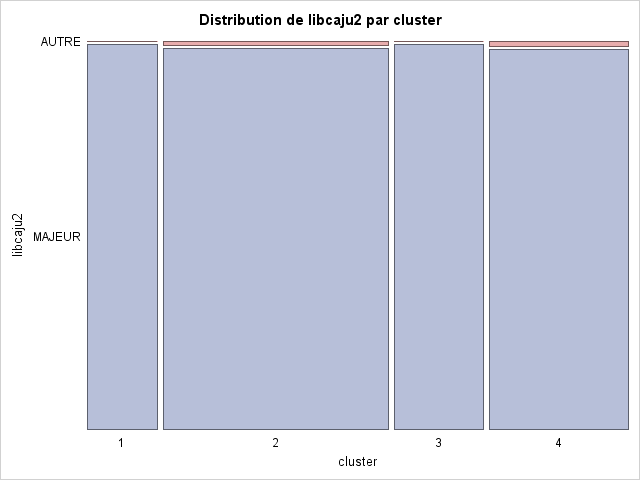 Distribution de libcaju2 par cluster
AUTRE
MAJEUR
libcaju2
1 2 3 4
cluster